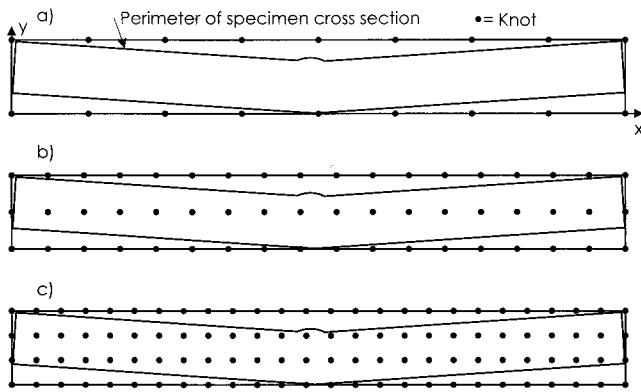 a)
y
Perimeter of specimen cross section
•= Knot
x
b)
c)